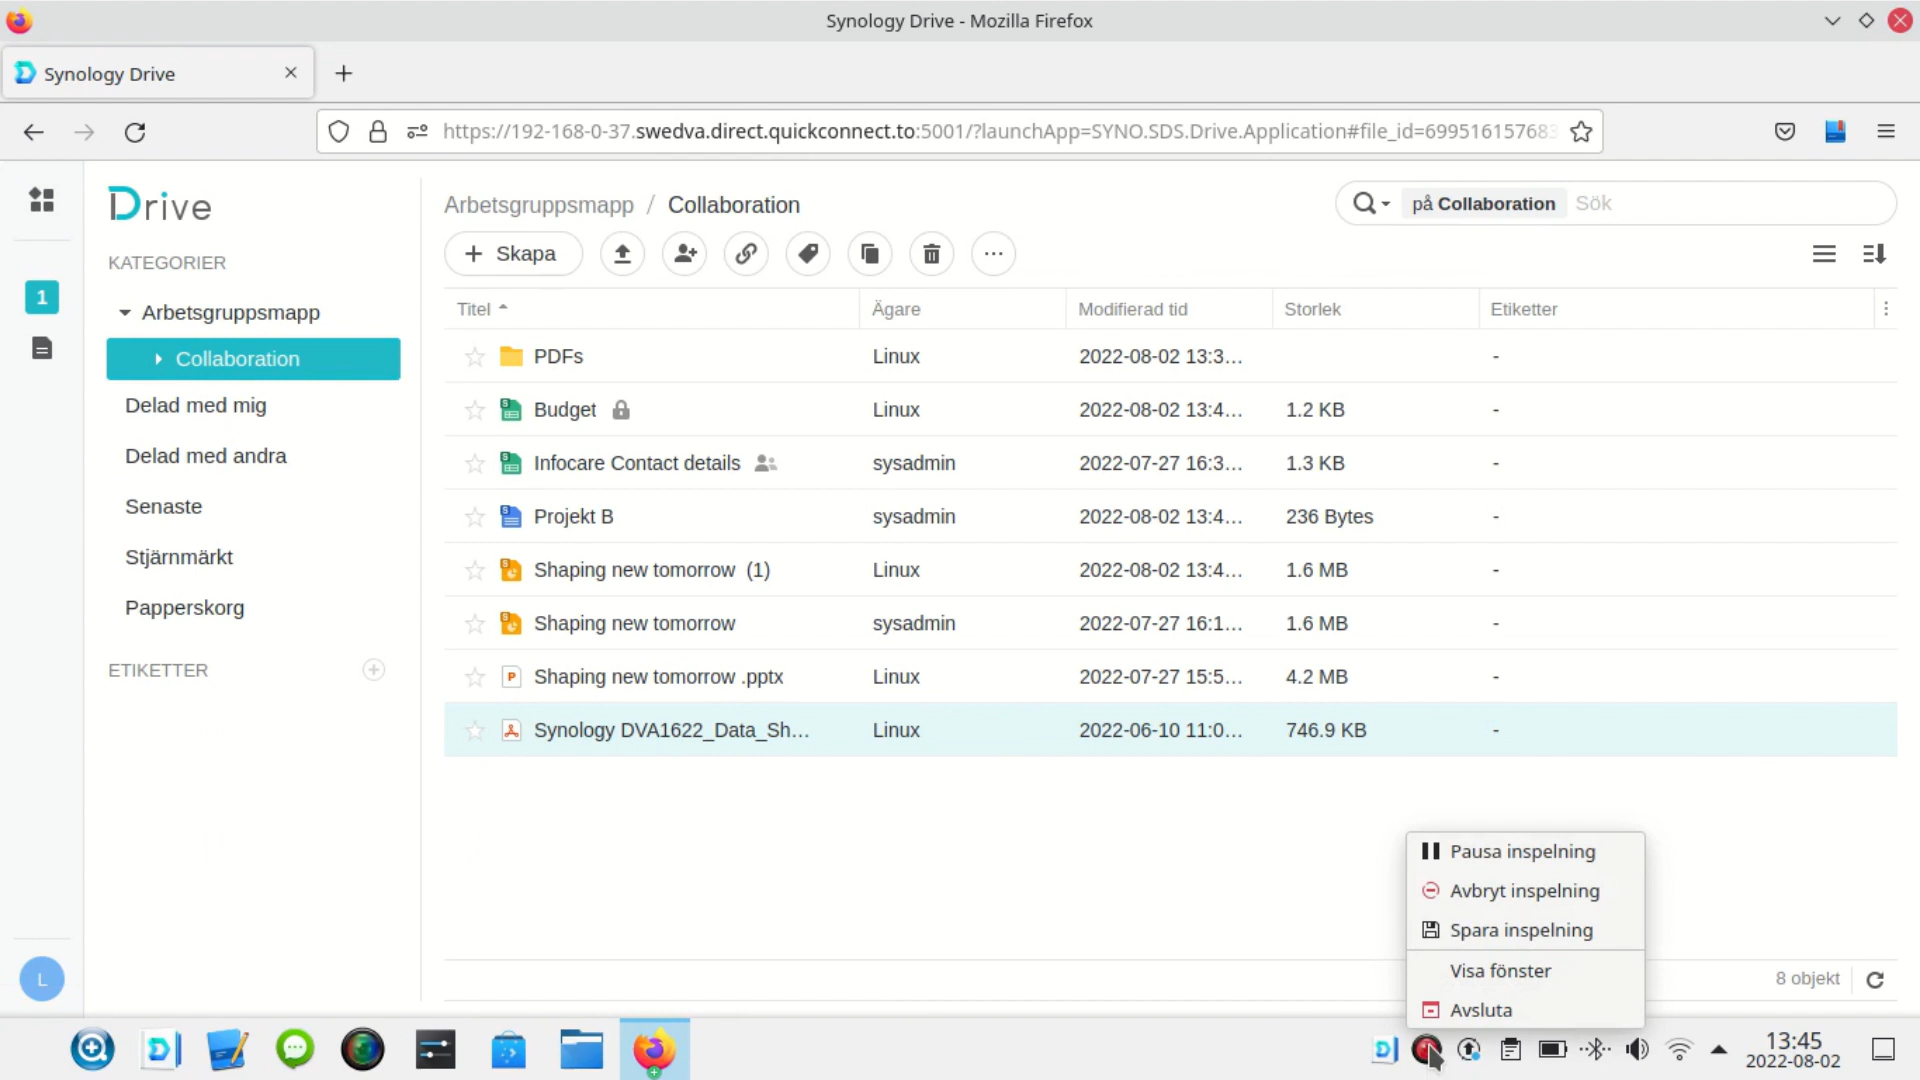 Synology Drive - Mozilla Firefox
Synology Drive
https://192-168-0-37.swedva.direct.quickconnect.to:5001/?launchApp=SYNO.SDS.Drive.Application#file_id=699516157683
Drive
Arbetsgruppsmapp / Collaboration
på Collaboration Sök
+ Skapa
KATEGORIER
1
Arbetsgruppsmapp
Collaboration
Delad med mig
Delad med andra
Senaste
Stjärnmärkt
Papperskorg
ETIKETTER
Titel Ägare Modifierad tid Storlek Etiketter
PDFs Linux 2022-08-02 13:3... -
Budget Linux 2022-08-02 13:4... 1.2 KB -
Infocare Contact details sysadmin 2022-07-27 16:3... 1.3 KB -
Projekt B sysadmin 2022-08-02 13:4... 236 Bytes -
Shaping new tomorrow (1) Linux 2022-08-02 13:4... 1.6 MB -
Shaping new tomorrow sysadmin 2022-07-27 16:1... 1.6 MB -
Shaping new tomorrow .pptx Linux 2022-07-27 15:5... 4.2 MB -
Synology DVA1622_Data_Sh... Linux 2022-06-10 11:0... 746.9 KB -
Pausa inspelning
Avbryt inspelning
Spara inspelning
Visa fönster
Avsluta
8 objekt
L
13:45
2022-08-02